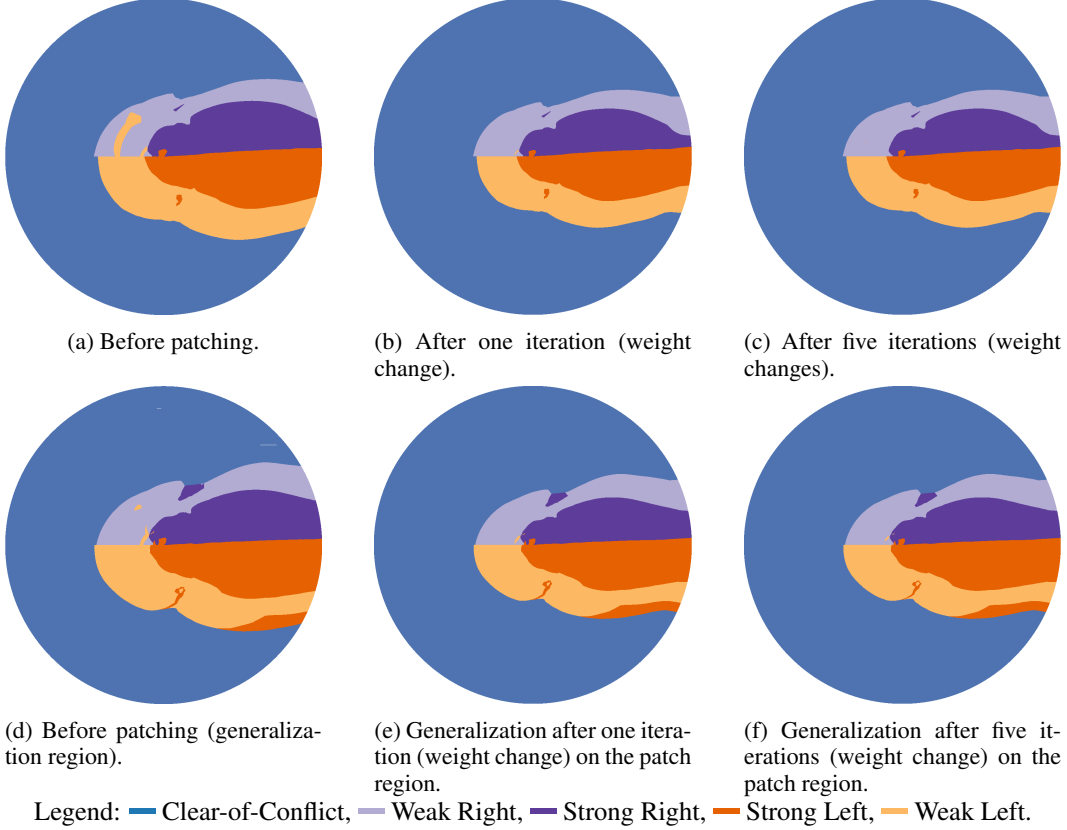 (a) Before patching.
(b) After one iteration (weight
change).
(c) After five iterations (weight
changes).
(d) Before patching (generaliza-
tion region).
(e) Generalization after one itera-
tion (weight change) on the patch
region.
(f) Generalization after five it-
erations (weight change) on the
patch region.
Legend: Clear-of-Conflict, Weak Right, Strong Right, Strong Left, Weak Left.